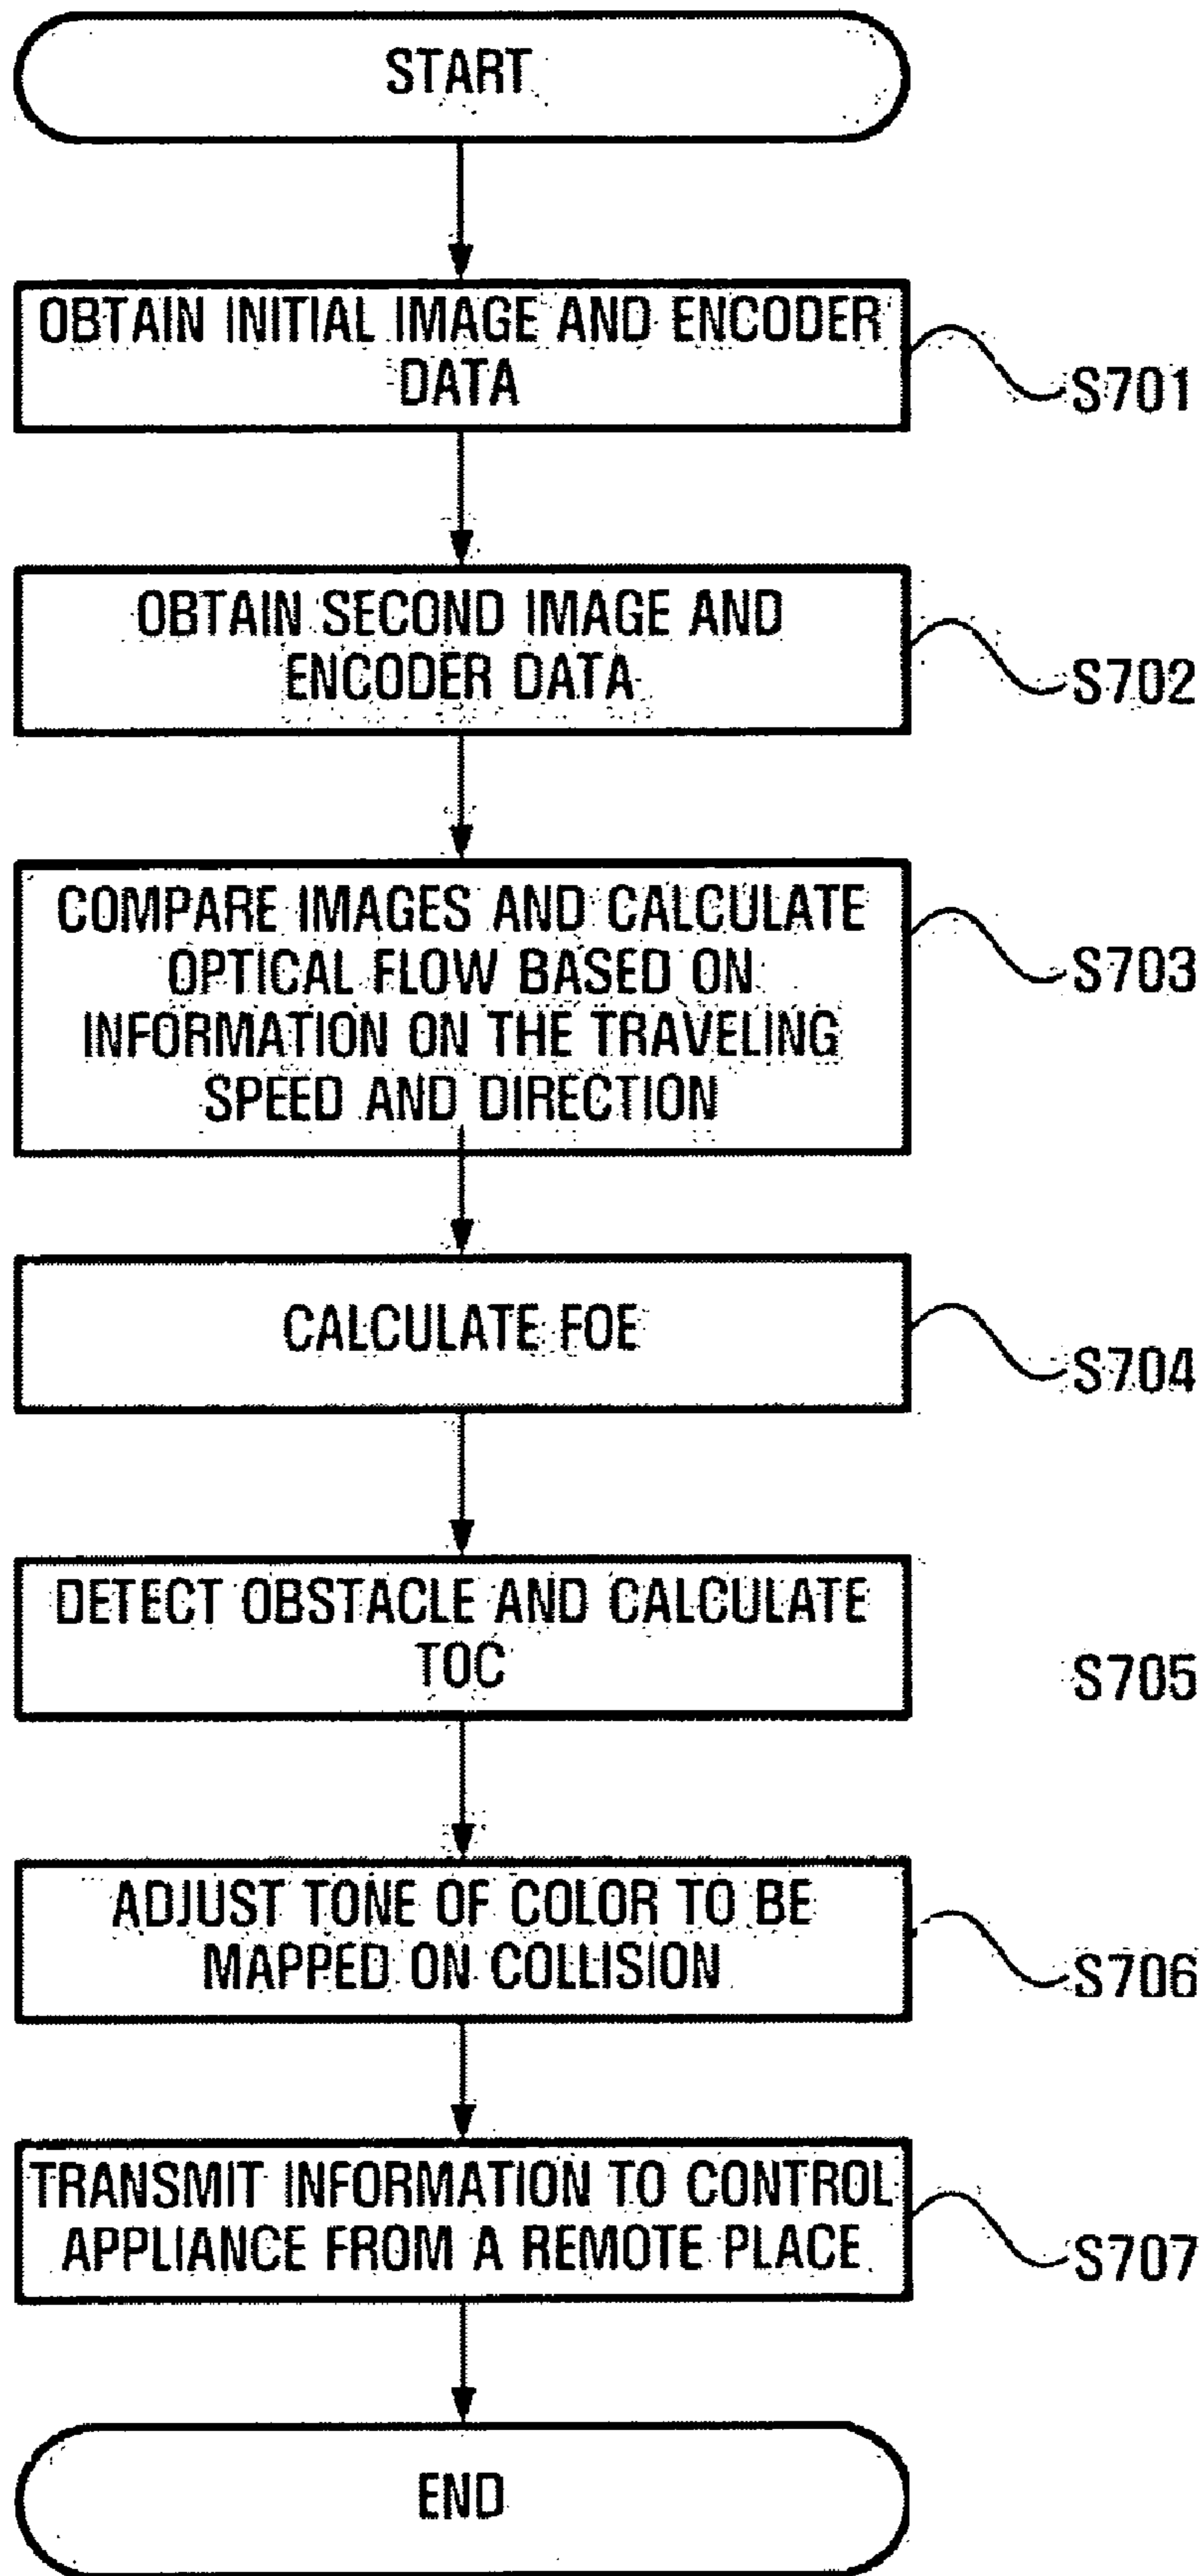 START
OBTAIN INITIAL IMAGE AND ENCODER
DATA
S701
OBTAIN SECOND IMAGE AND
ENCODER DATA
S702
COMPARE IMAGES AND CALCULATE
OPTICAL FLOW BASED ON
INFORMATION ON THE TRAVELING
SPEED AND DIRECTION
S703
CALCULATE FOE
S704
DETECT OBSTACLE AND CALCULATE
TOC
S705
ADJUST TONE OF COLOR TO BE
MAPPED ON COLLISION
S706
TRANSMIT INFORMATION TO CONTROL
APPLIANCE FROM A REMOTE PLACE
S707
END